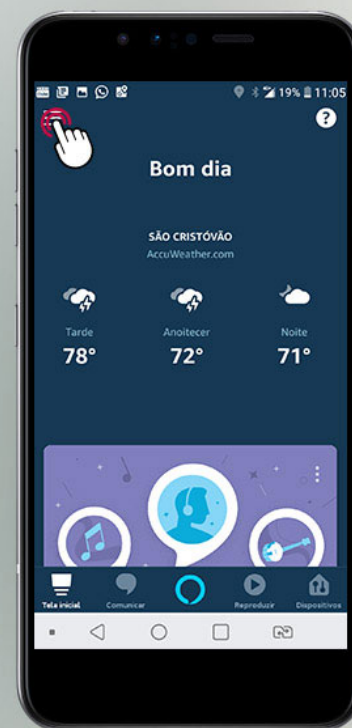 19% 11:05
?
Bom dia
SÃO CRISTÓVÃO
AccuWeather.com
Tarde Anoitecer Noite
78° 72° 71°
Tela inicial Comunicar Reproduzir Dispositivos